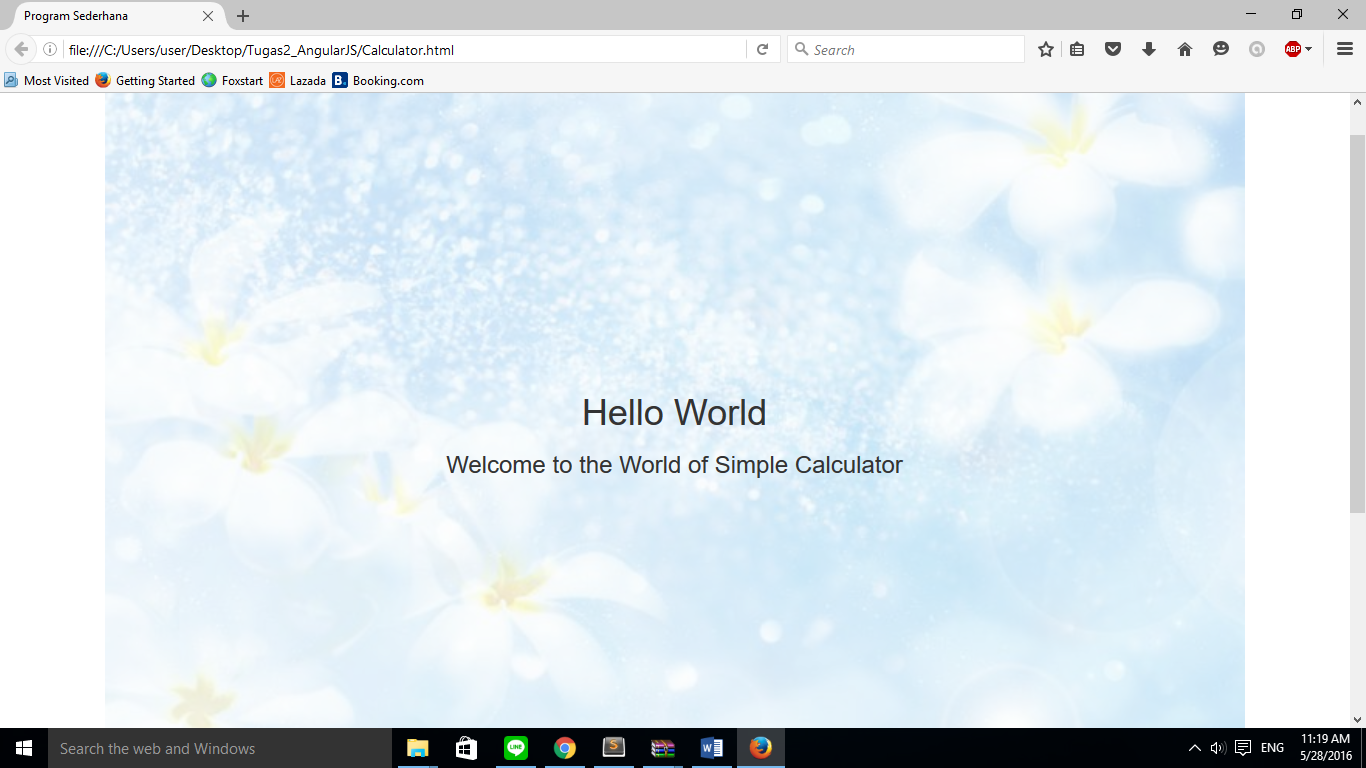 Program Sederhana
file:///C:/Users/user/Desktop/Tugas2_AngularJS/Calculator.html
Search
ABP
Most Visited
Getting Started
Foxstart
Lazada
B.
Booking.com
Hello World
Welcome to the World of Simple Calculator
Search the web and Windows
LINE
S
W
ENG
11:19 AM
5/28/2016